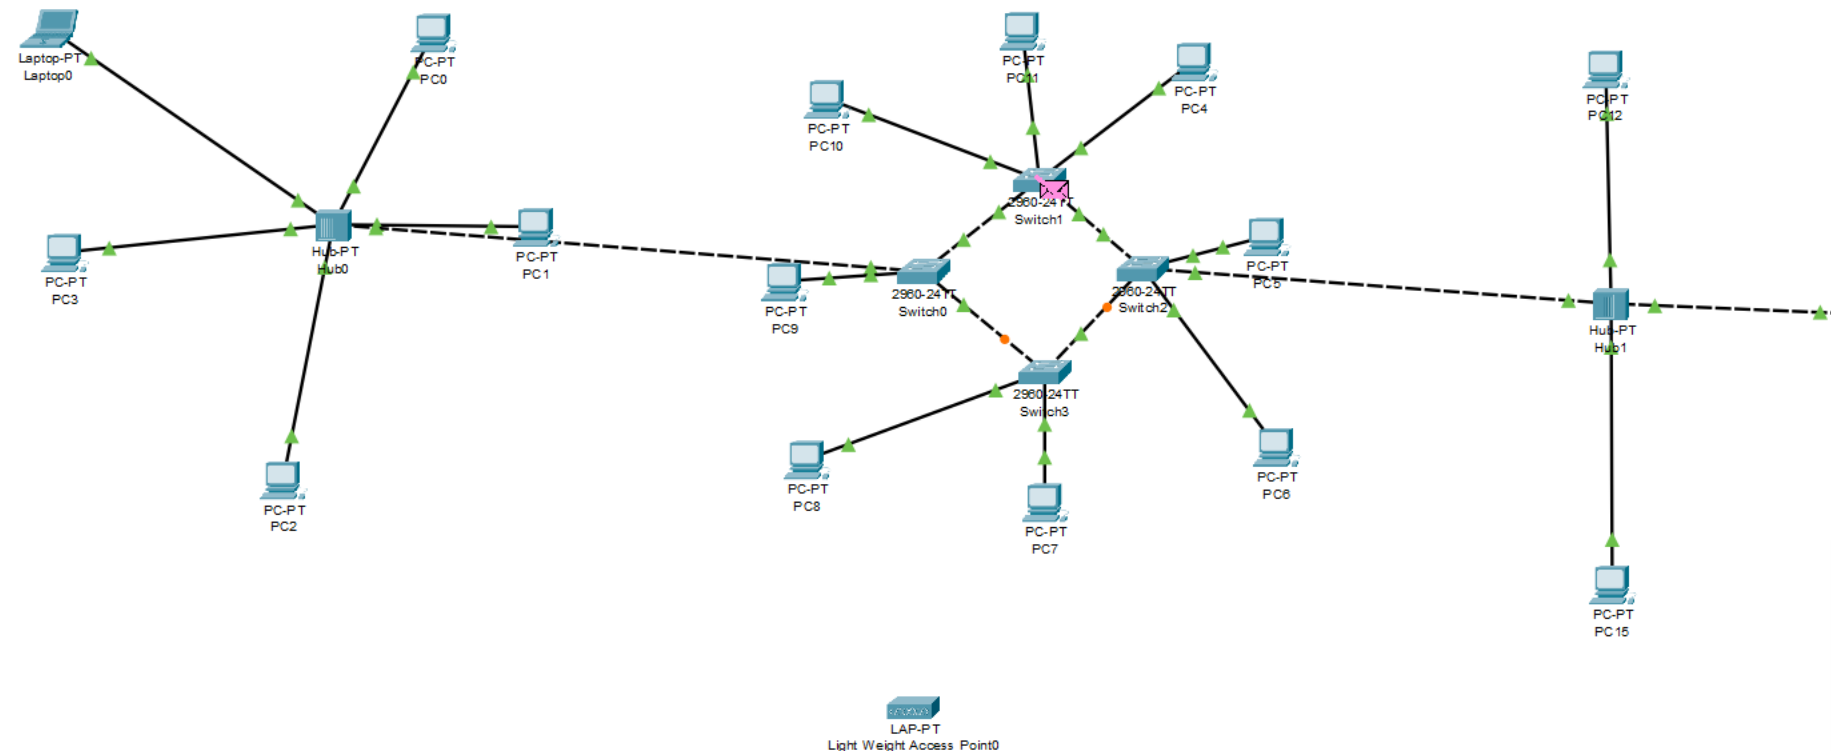 Laptop-PT
Laptop0
PC-PT
PC0
PC-PT
PC11
PC-PT
PC4
PC-PT
PC10
PC-PT
PC12
2960-24TT
Switch1
Hub-PT
Hub0
PC-PT
PC1
PC-PT
PC3
2960-24TT
Switch0
PC-PT
PC9
2960-24TT
Switch2
PC-PT
PC5
Hub-PT
Hub1
2960-24TT
Switch3
PC-PT
PC8
PC-PT
PC7
PC-PT
PC6
PC-PT
PC2
PC-PT
PC15
LAP-PT
Light Weight Access Point0